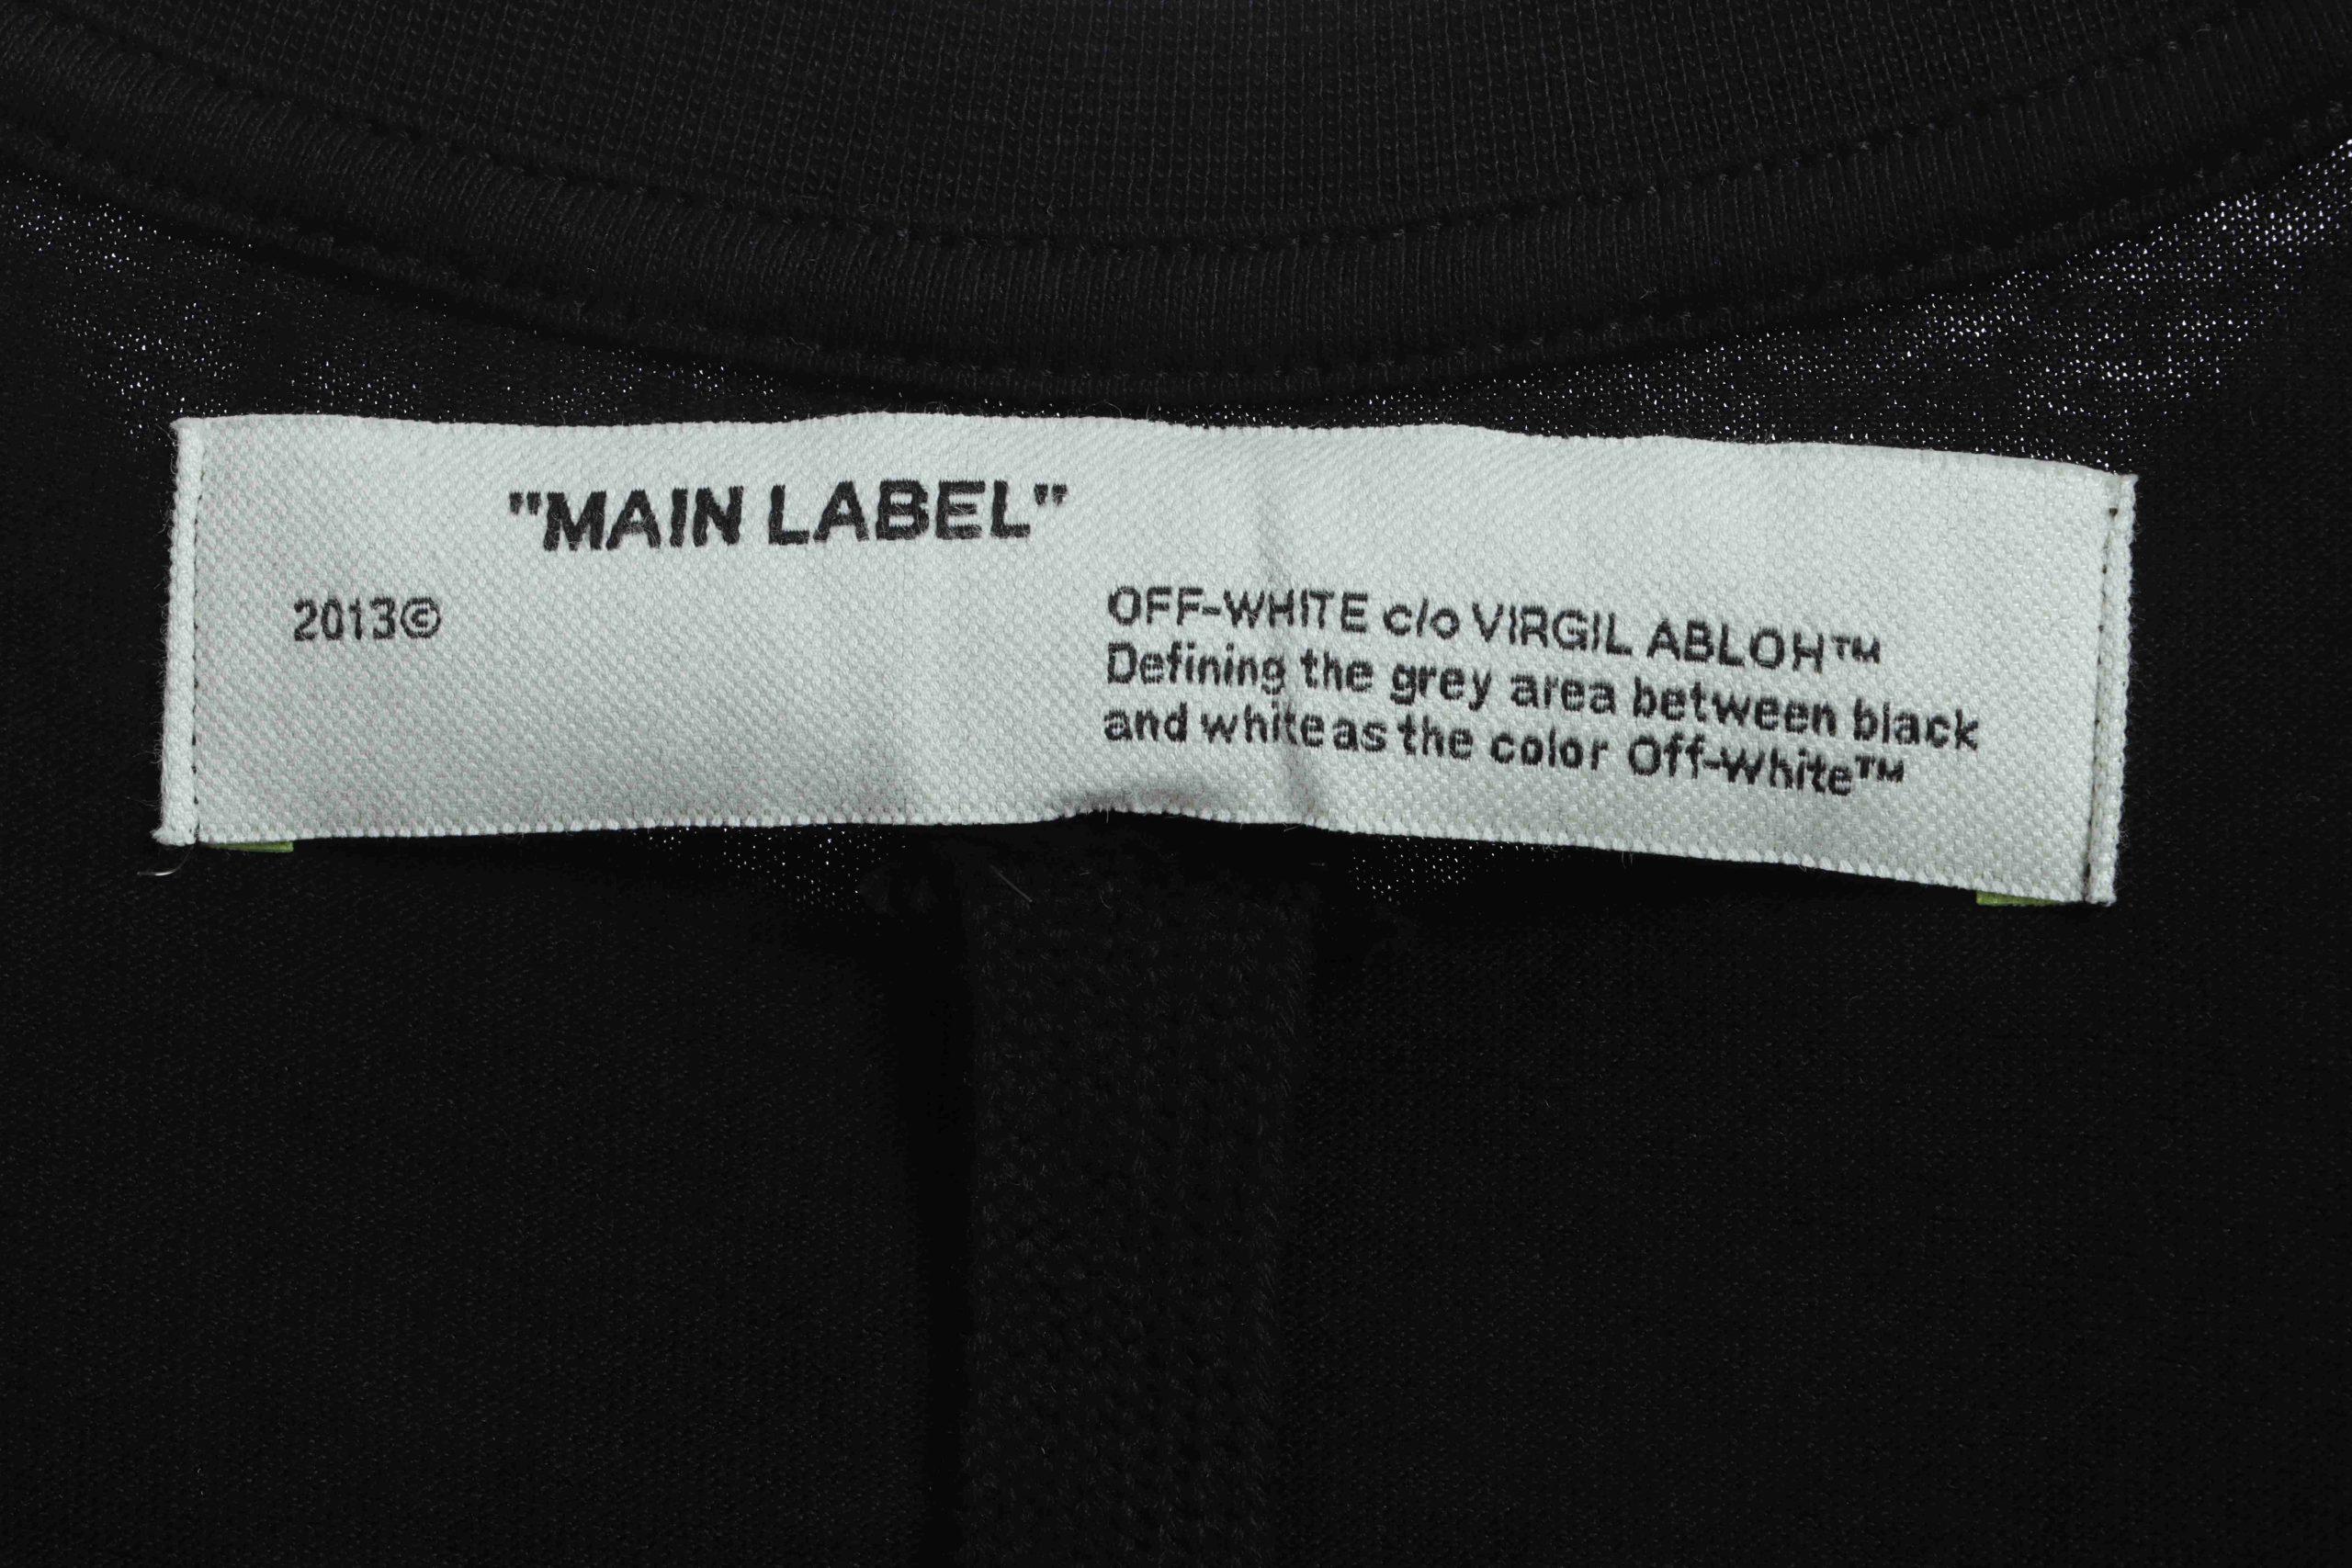 "MAIN LABEL"
2013©
OFF-WHITE c/o VIRGIL ABLOH™
Defining the grey area between black
and white as the color Off-White™